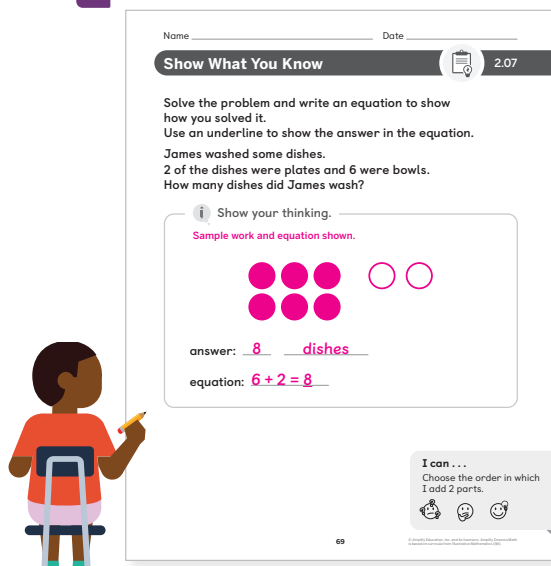 Name Date
Show What You Know 2.07
Solve the problem and write an equation to show
how you solved it.
Use an underline to show the answer in the equation.
James washed some dishes.
2 of the dishes were plates and 6 were bowls.
How many dishes did James wash?
i Show your thinking.
Sample work and equation shown.
answer: 8 dishes
equation: 6 + 2 = 8
I can . . .
Choose the order in which
I add 2 parts.
69